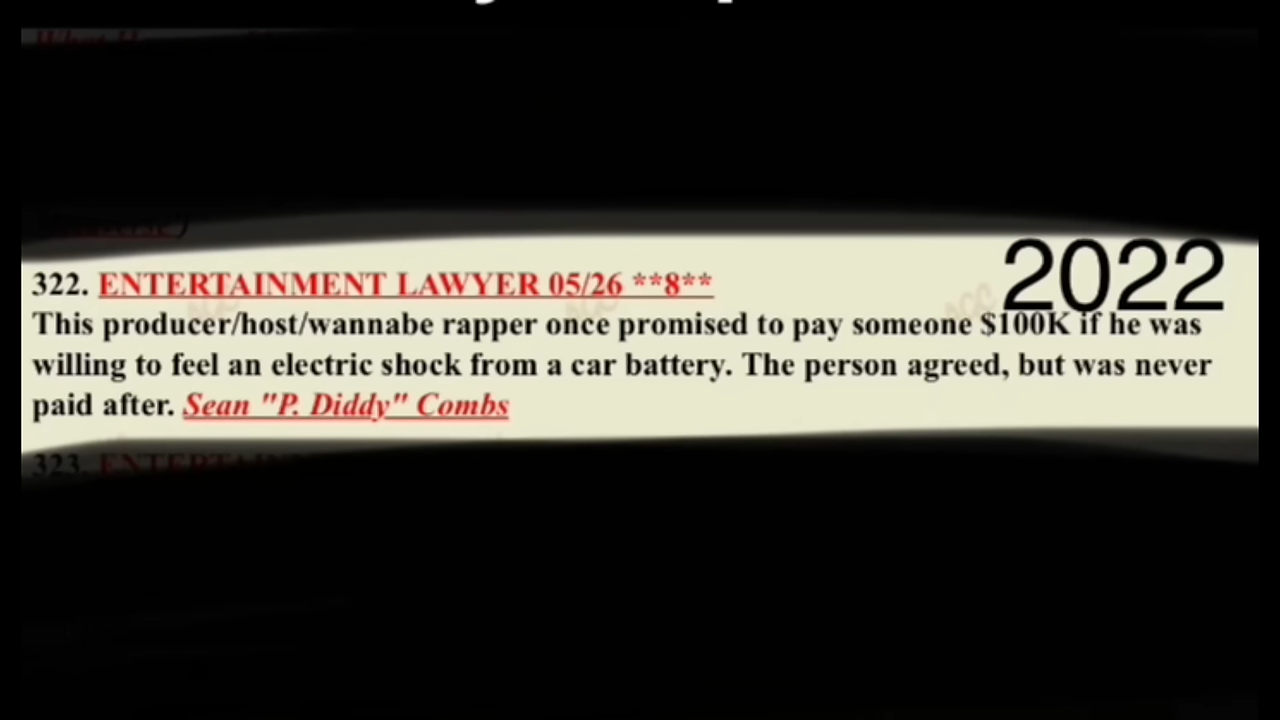 2022
322. ENTERTAINMENT LAWYER 05/26 **8**
This producer/host/wannabe rapper once promised to pay someone $100K if he was
willing to feel an electric shock from a car battery. The person agreed, but was never
paid after. Sean "P. Diddy" Combs
323.